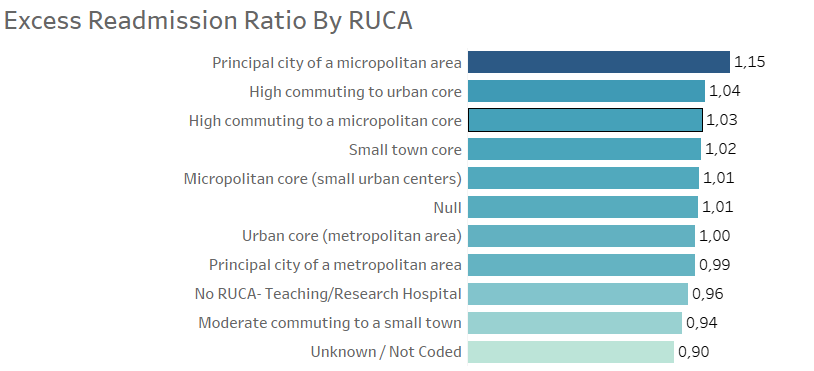 Excess Readmission Ratio By RUCA
Principal city of a micropolitan area 1,15
High commuting to urban core 1,04
High commuting to a micropolitan core 1,03
Small town core 1,02
Micropolitan core (small urban centers) 1,01
Null 1,01
Urban core (metropolitan area) 1,00
Principal city of a metropolitan area 0,99
No RUCA- Teaching/Research Hospital 0,96
Moderate commuting to a small town 0,94
Unknown / Not Coded 0,90